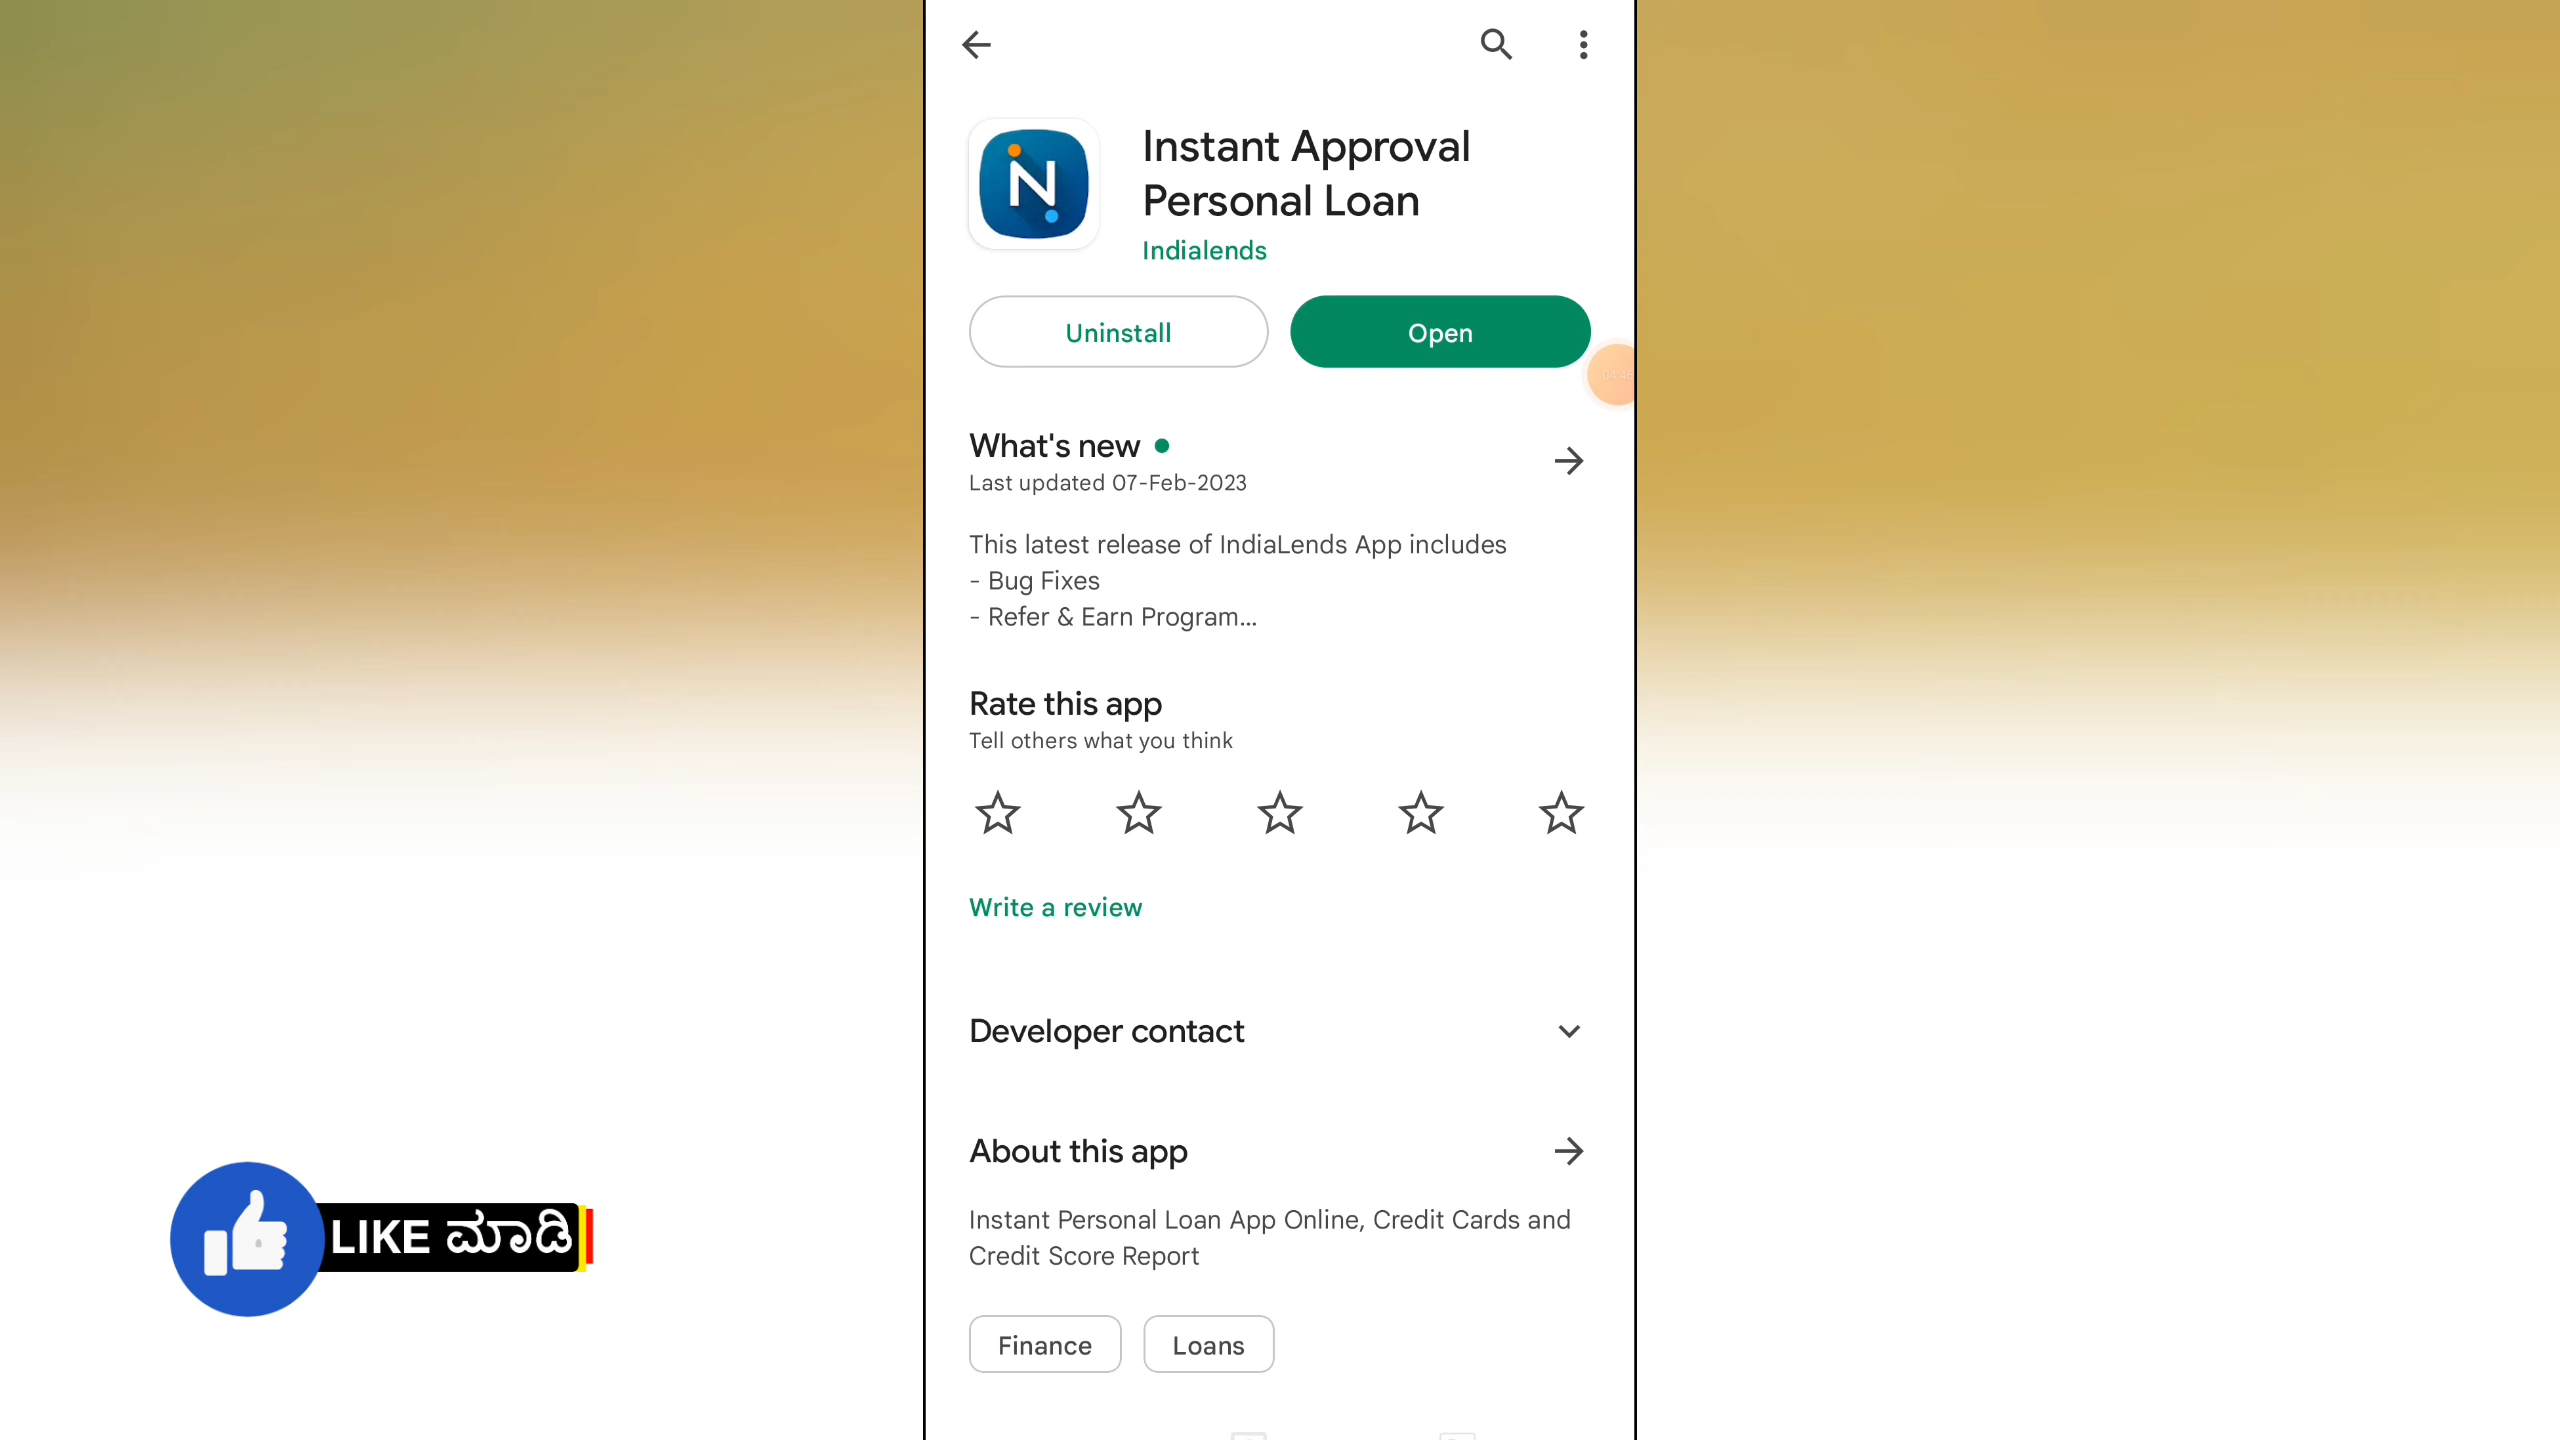 Instant Approval
Personal Loan
Indialends
Uninstall
Open
04:46
What's new
Last updated 07-Feb-2023
This latest release of IndiaLends App includes
- Bug Fixes
- Refer & Earn Program...
Rate this app
Tell others what you think
Write a review
Developer contact
About this app
Instant Personal Loan App Online, Credit Cards and
Credit Score Report
Finance
Loans
LIKE ಮಾಡಿ